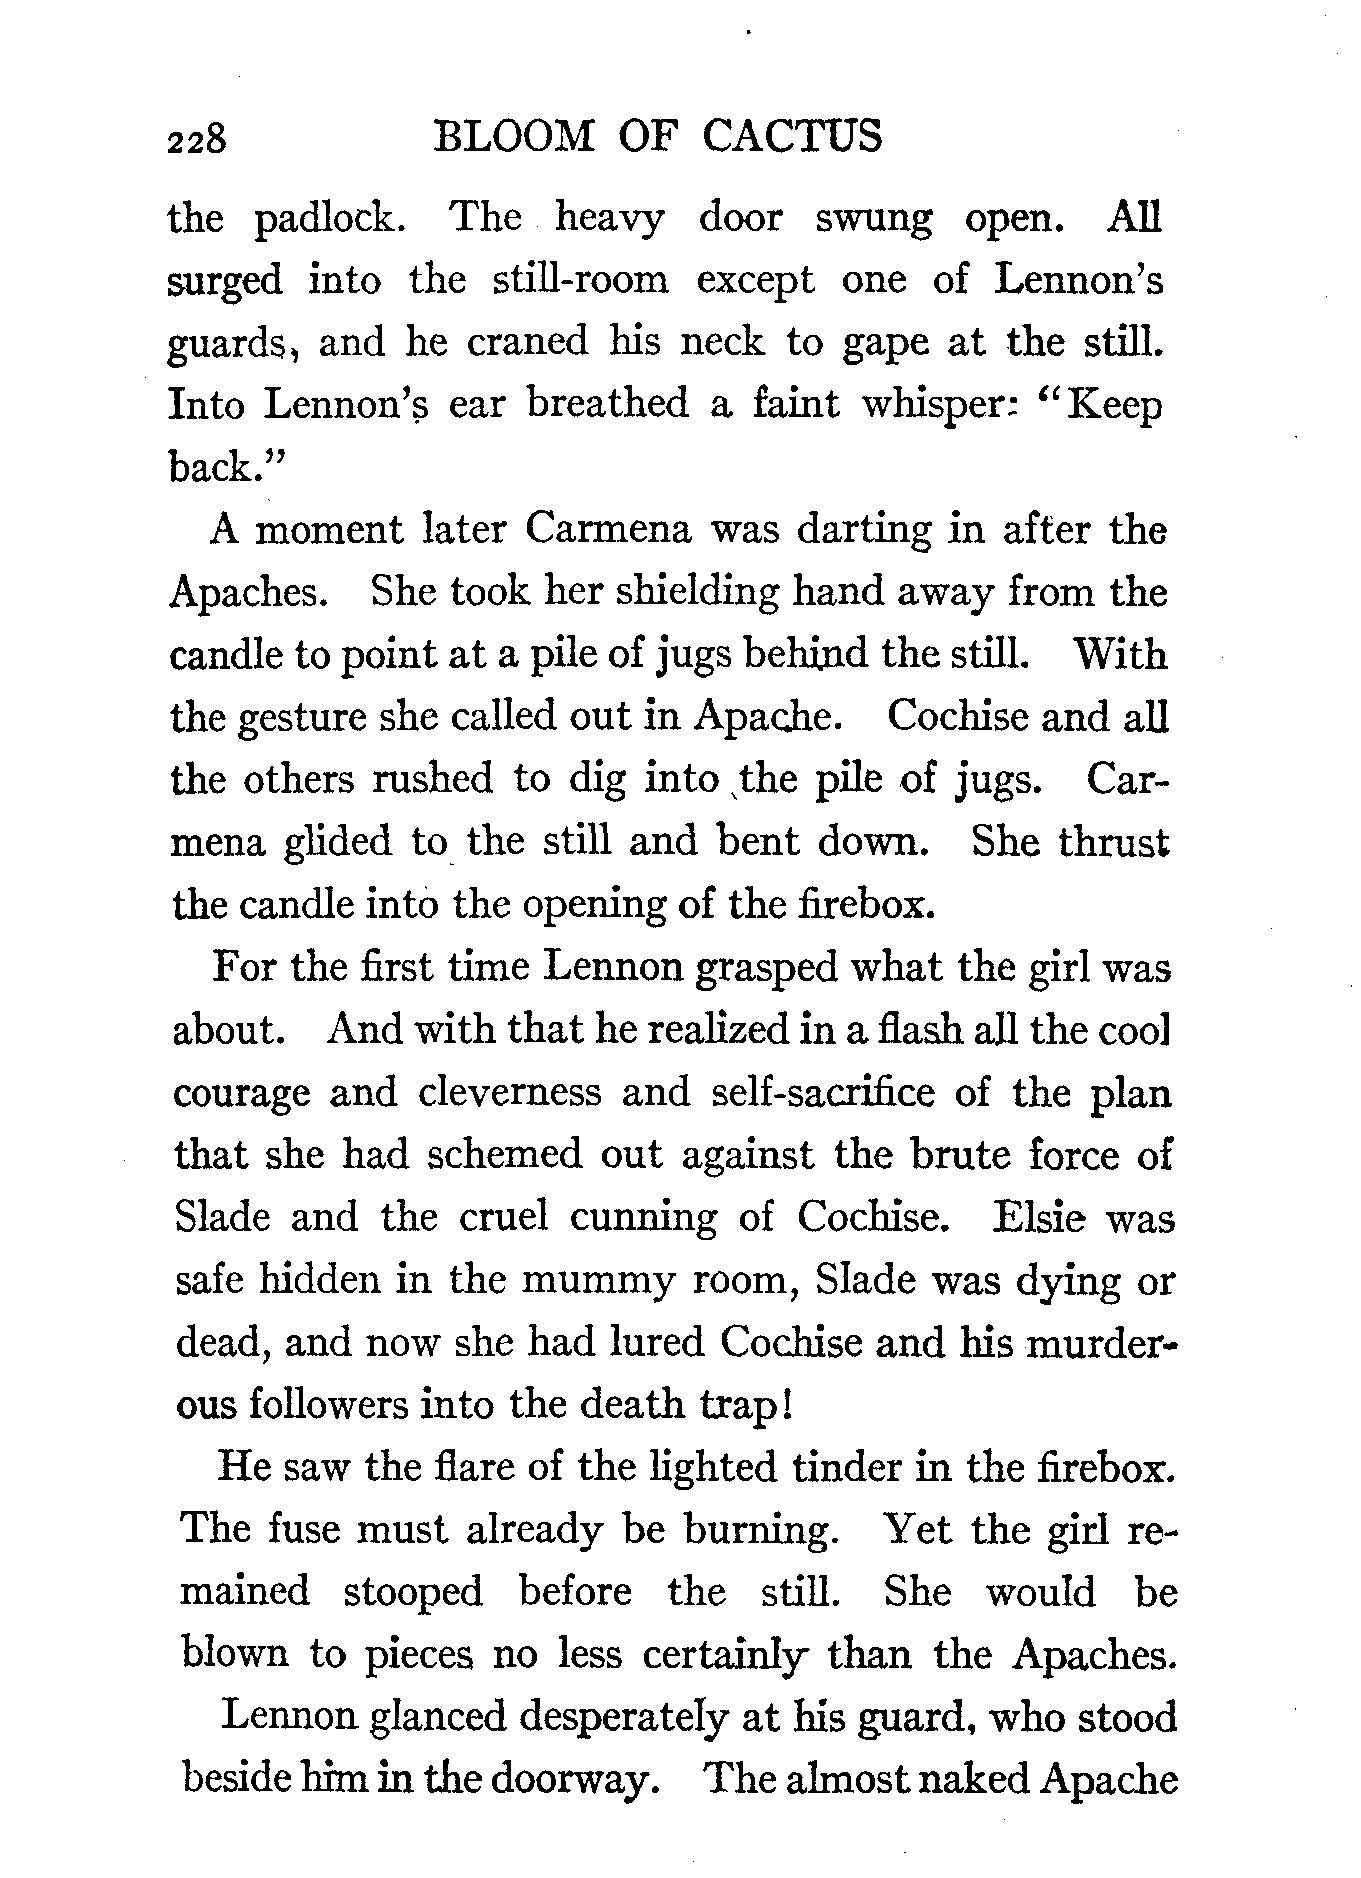 228 BLOOM OF CACTUS
the padlock. The heavy door swung open. All
surged into the still-room except one of Lennon's
guards, and he craned his neck to gape at the still.
Into Lennon's ear breathed a faint whisper: "Keep
back."
A moment later Carmena was darting in after the
Apaches. She took her shielding hand away from the
candle to point at a pile of jugs behind the still. With
the gesture she called out in Apache. Cochise and all
the others rushed to dig into the pile of jugs. Car-
mena glided to the still and bent down. She thrust
the candle into the opening of the firebox.
For the first time Lennon grasped what the girl was
about. And with that he realized in a flash all the cool
courage and cleverness and self-sacrifice of the plan
that she had schemed out against the brute force of
Slade and the cruel cunning of Cochise. Elsie was
safe hidden in the mummy room, Slade was dying or
dead, and now she had lured Cochise and his murder-
ous followers into the death trap!
He saw the flare of the lighted tinder in the firebox.
The fuse must already be burning. Yet the girl re-
mained stooped before the still. She would be
blown to pieces no less certainly than the Apaches.
Lennon glanced desperately at his guard, who stood
beside him in the doorway. The almost naked Apache